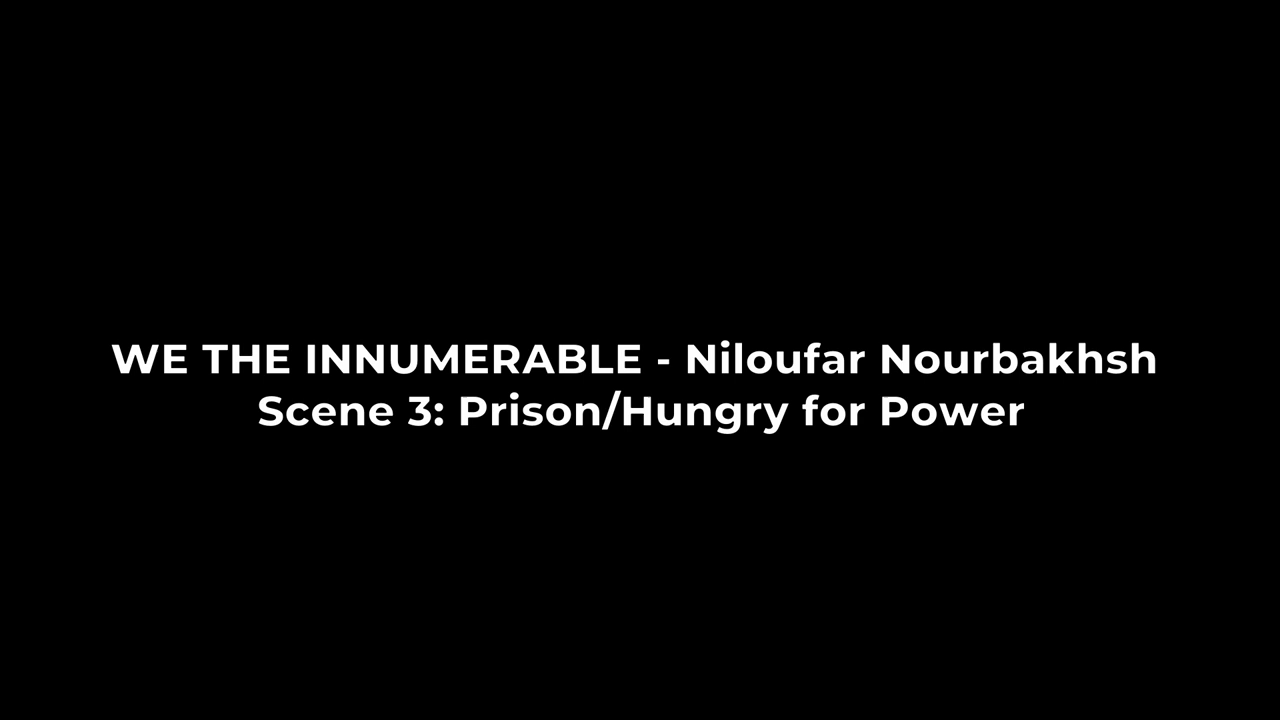 WE THE INNUMERABLE - Niloufar Nourbakhsh
Scene 3: Prison/Hungry for Power